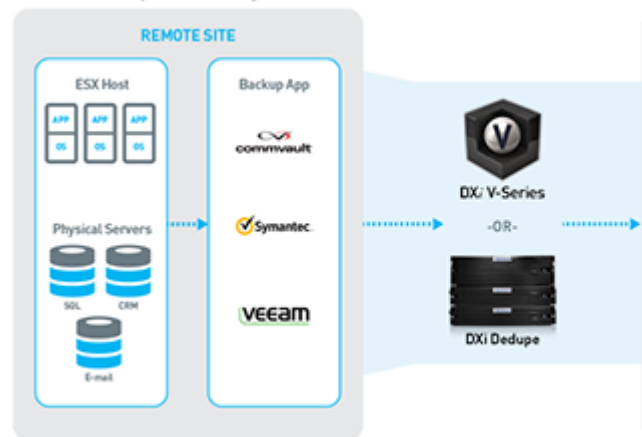 REMOTE SITE
ESX Host
APP APP APP
OS OS OS
Physical Servers
SQL CRM
E-mail
Backup App
commvault
Symantec.
veeam
V
DXi V-Series
-OR-
DXi Dedupe